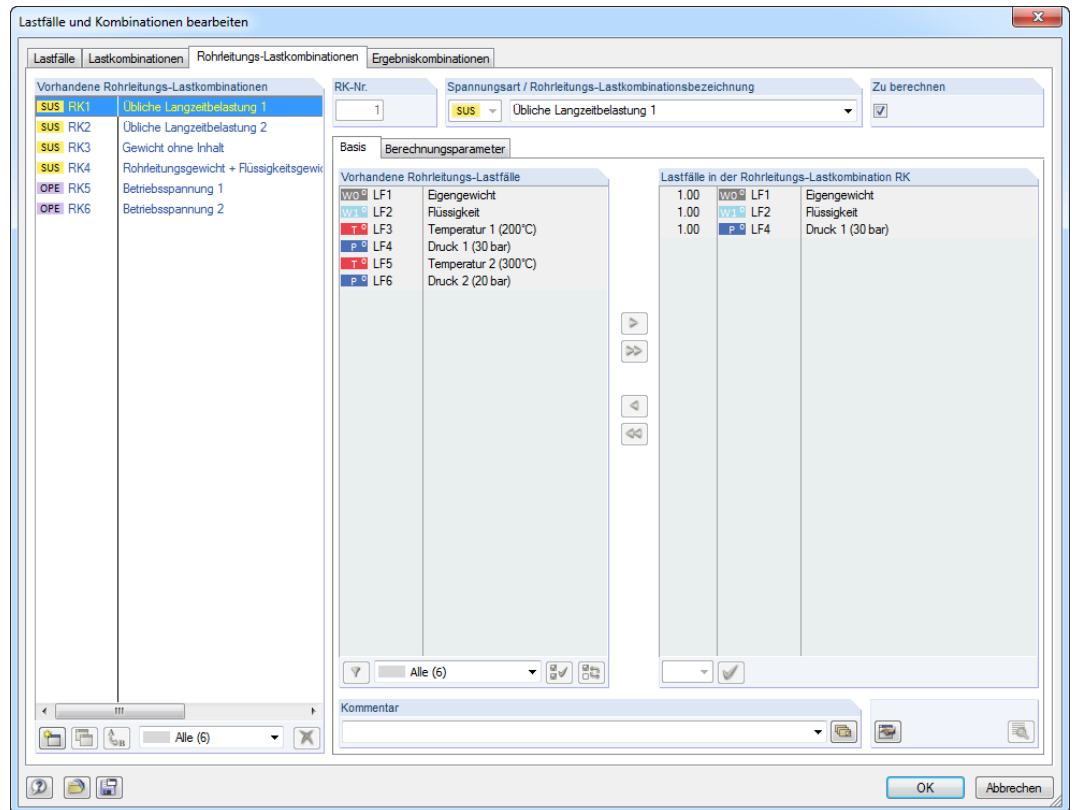 Lastfälle und Kombinationen bearbeiten
Lastfälle Lastkombinationen Rohrleitungs-Lastkombinationen Ergebniskombinationen
Vorhandene Rohrleitungs-Lastkombinationen
SUS RK1 Übliche Langzeitbelastung 1
SUS RK2 Übliche Langzeitbelastung 2
SUS RK3 Gewicht ohne Inhalt
SUS RK4 Rohrleitungsgewicht + Flüssigkeitsgewic
OPE RK5 Betriebsspannung 1
OPE RK6 Betriebsspannung 2
Alle (6)
RK-Nr.
1
Spannungsart / Rohrleitungs-Lastkombinationsbezeichnung
SUS Übliche Langzeitbelastung 1
Zu berechnen
Basis Berechnungsparameter
Vorhandene Rohrleitungs-Lastfälle
W0 LF1 Eigengewicht
W1 LF2 Flüssigkeit
T LF3 Temperatur 1 (200°C)
P LF4 Druck 1 (30 bar)
T LF5 Temperatur 2 (300°C)
P LF6 Druck 2 (20 bar)
Alle (6)
Lastfälle in der Rohrleitungs-Lastkombination RK
1.00 W0 LF1 Eigengewicht
1.00 W1 LF2 Flüssigkeit
1.00 P LF4 Druck 1 (30 bar)
Kommentar
OK Abbrechen